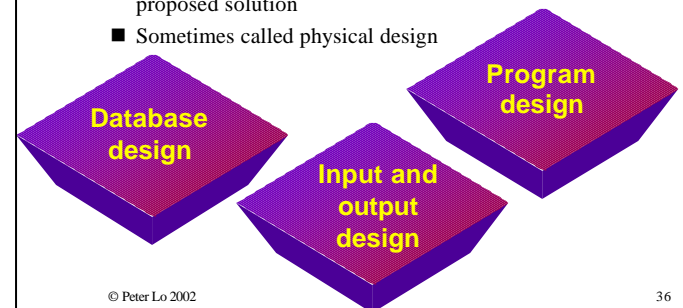 proposed solution
■ Sometimes called physical design
Program
design
Database
design
Input and
output
design
© Peter Lo 2002
36